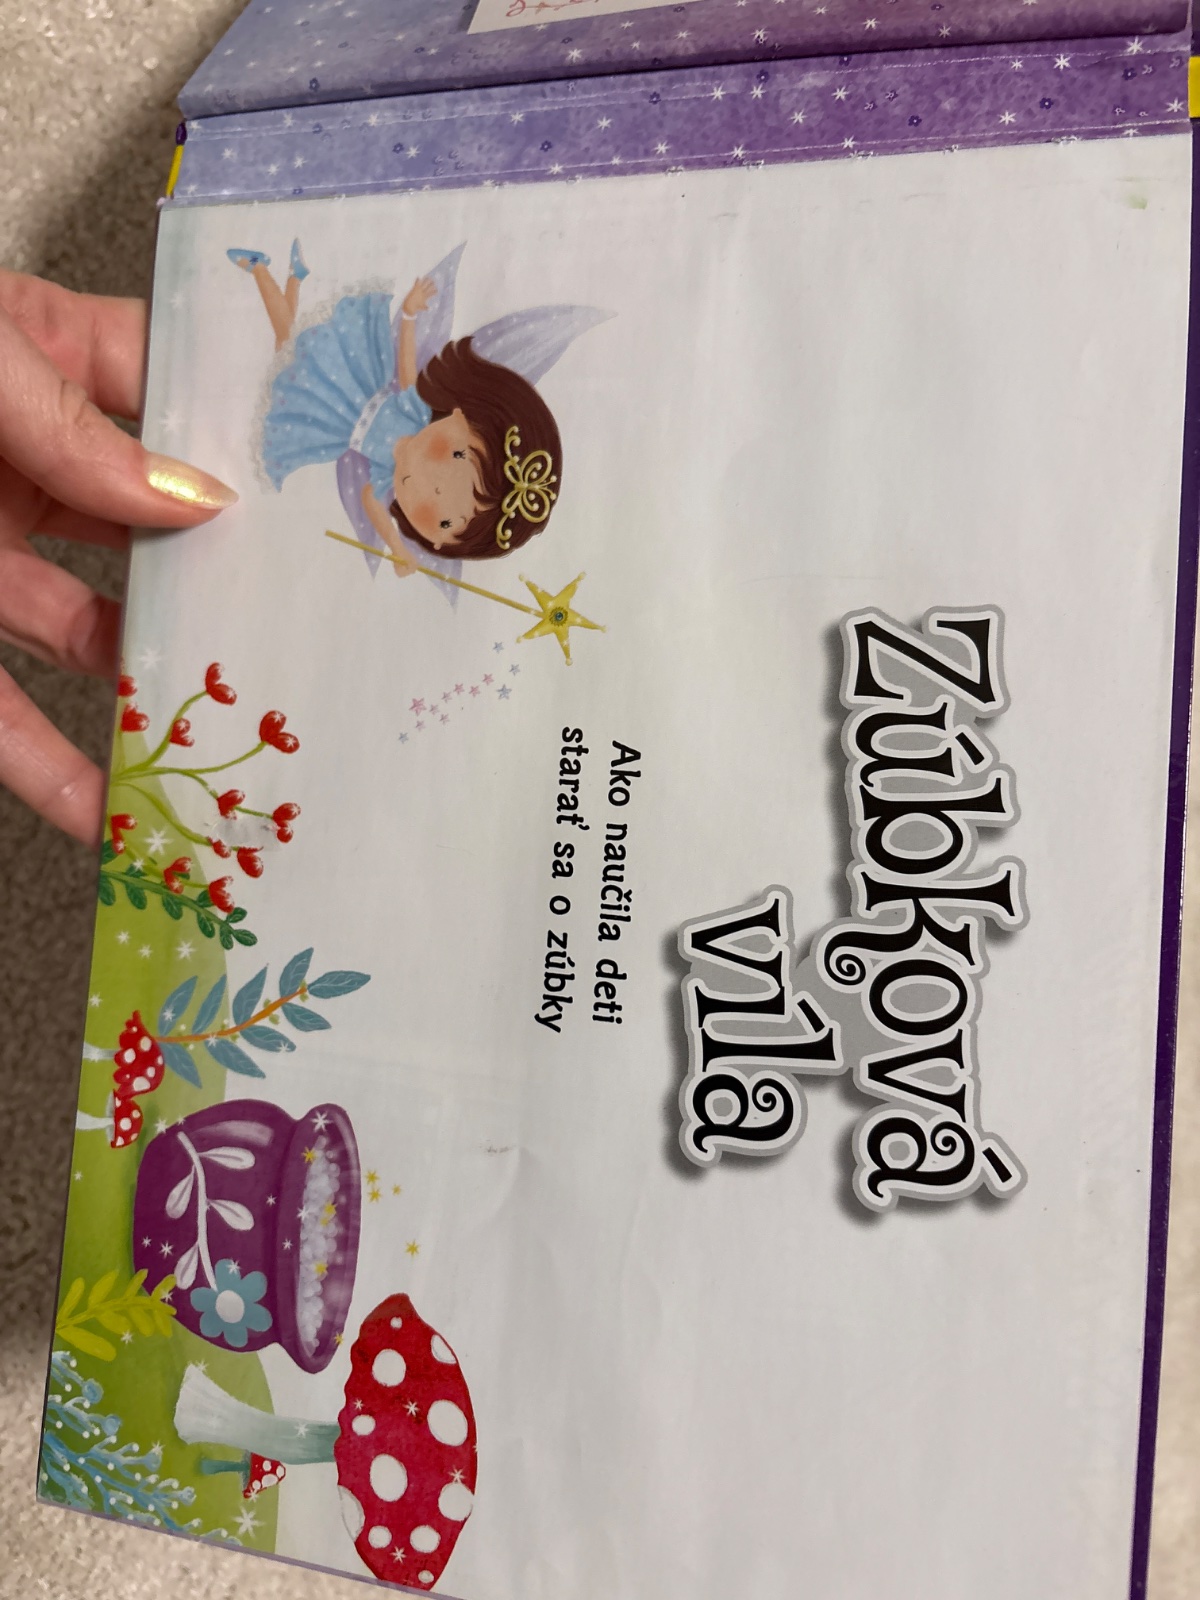 Zúbková
víla
Ako naučila deti
starať sa o zúbky